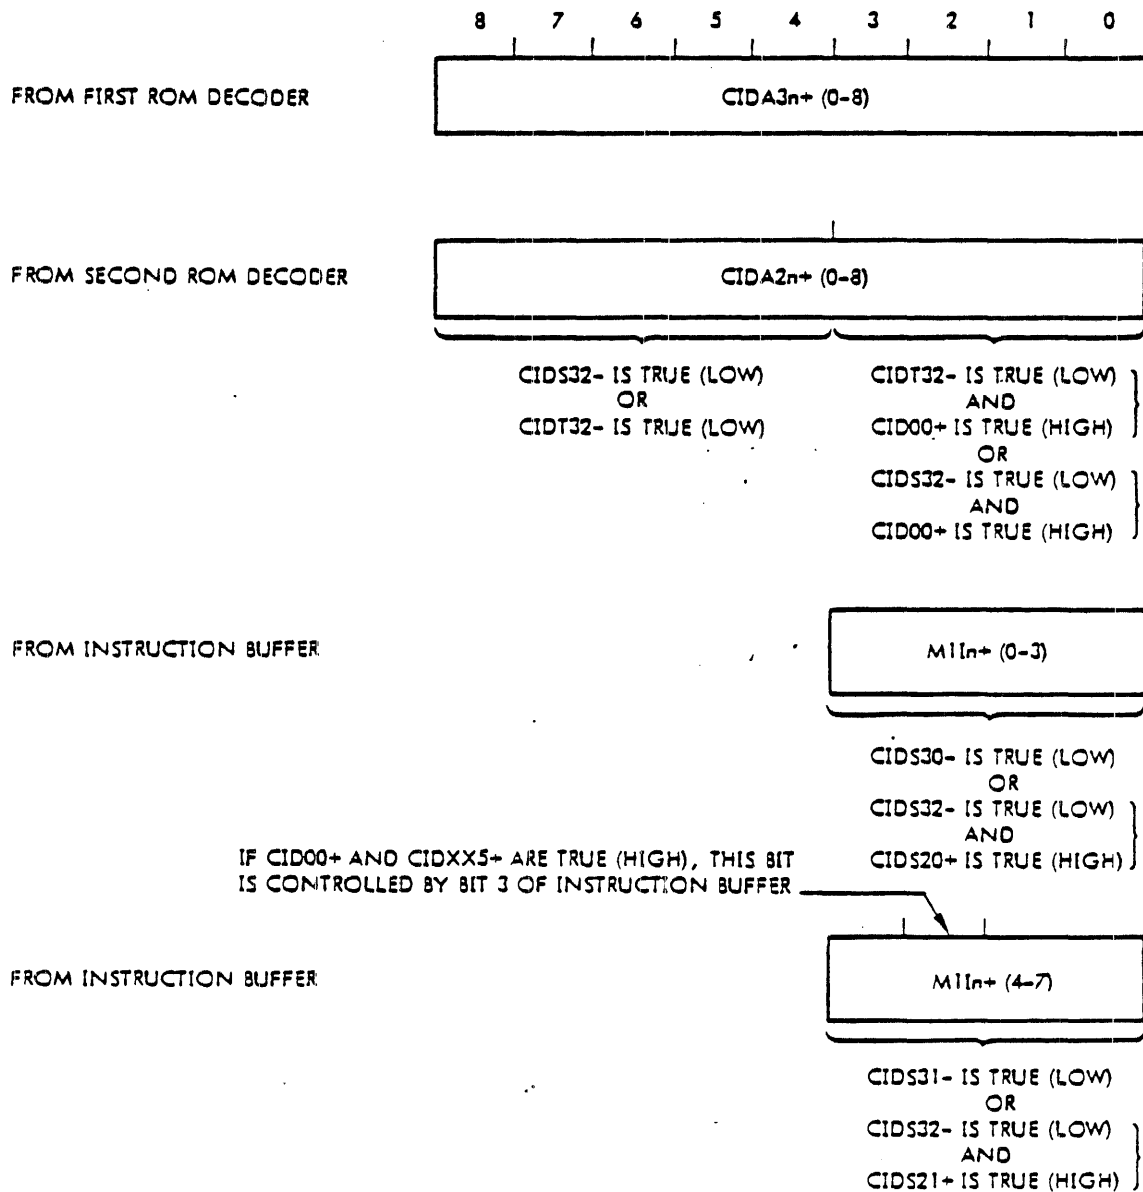 8 7 6 5 4 3 2 1 0
FROM FIRST ROM DECODER
CIDA3n+ (0-8)
FROM SECOND ROM DECODER
CIDA2n+ (0-8)
CIDS32- IS TRUE (LOW)
OR
CIDT32- IS TRUE (LOW)
CIDT32- IS TRUE (LOW)
AND
CID00+ IS TRUE (HIGH)
OR
CIDS32- IS TRUE (LOW)
AND
CID00+ IS TRUE (HIGH)
FROM INSTRUCTION BUFFER
M1In+ (0-3)
CIDS30- IS TRUE (LOW)
OR
CIDS32- IS TRUE (LOW)
AND
CIDS20+ IS TRUE (HIGH)
IF CID00+ AND CIDXX5+ ARE TRUE (HIGH), THIS BIT
IS CONTROLLED BY BIT 3 OF INSTRUCTION BUFFER
FROM INSTRUCTION BUFFER
M1In+ (4-7)
CIDS31- IS TRUE (LOW)
OR
CIDS32- IS TRUE (LOW)
AND
CIDS21+ IS TRUE (HIGH)